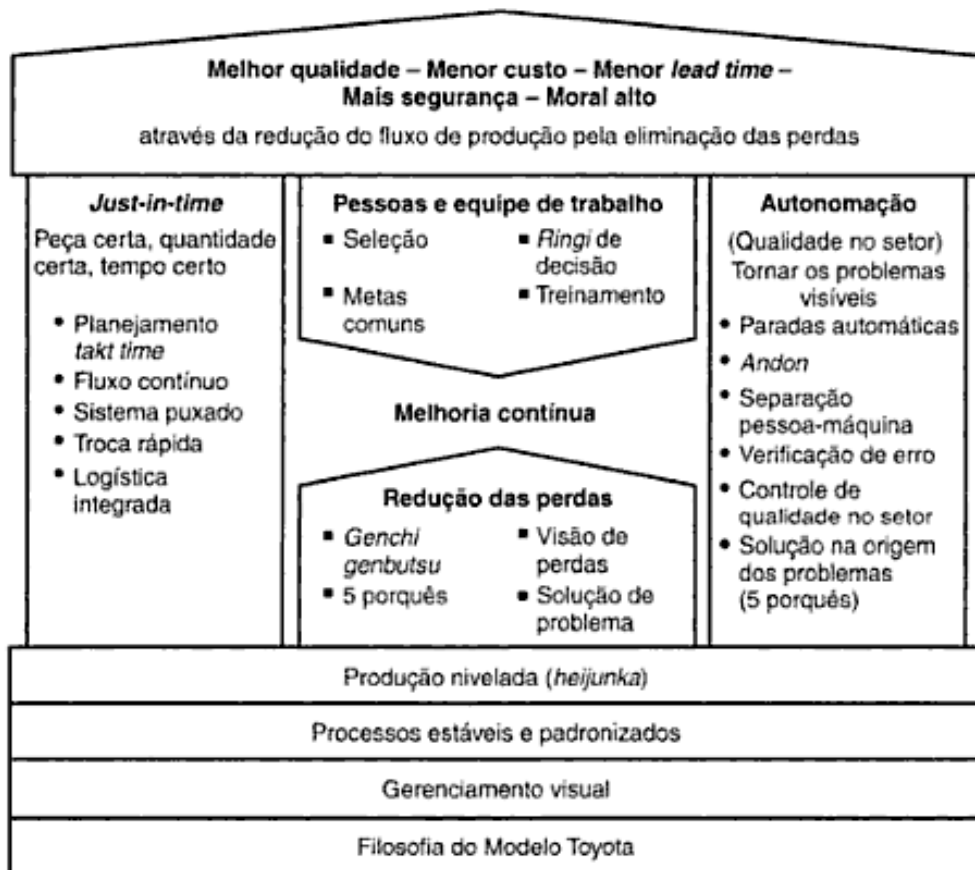 Melhor qualidade – Menor custo – Menor lead time –
Mais segurança – Moral alto
através da redução do fluxo de produção pela eliminação das perdas
Just-in-time
Peça certa, quantidade
certa, tempo certo
• Planejamento
takt time
• Fluxo contínuo
• Sistema puxado
• Troca rápida
• Logística
integrada
Pessoas e equipe de trabalho
▪ Seleção
▪ Ringi de
decisão
▪ Metas
comuns
▪ Treinamento
Melhoria contínua
Redução das perdas
▪ Genchi
genbutsu
▪ Visão de
perdas
▪ 5 porquês
▪ Solução de
problema
Autonomação
(Qualidade no setor)
Tornar os problemas
visíveis
• Paradas automáticas
• Andon
• Separação
pessoa-máquina
• Verificação de erro
• Controle de
qualidade no setor
• Solução na origem
dos problemas
(5 porquês)
Produção nivelada (heijunka)
Processos estáveis e padronizados
Gerenciamento visual
Filosofia do Modelo Toyota